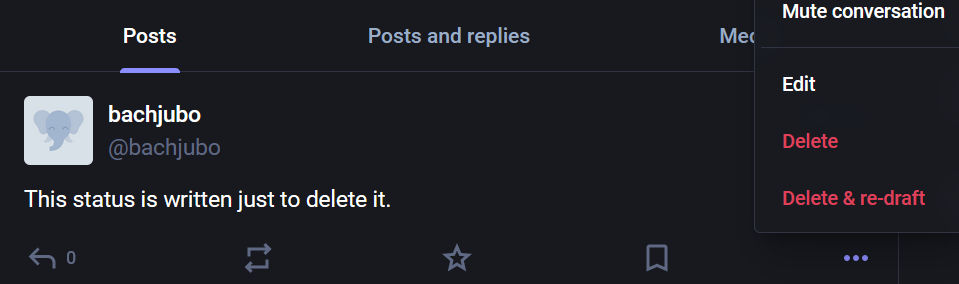 Mute conversation
Posts
Posts and replies
Edit
bachjubo
@bachjubo
Delete
This status is written just to delete it.
Delete & re-draft
0